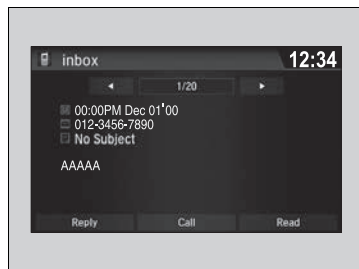 inbox 12:34
1/20
00:00PM Dec 01'00
012-3456-7890
No Subject
AAAAA
Reply Call Read